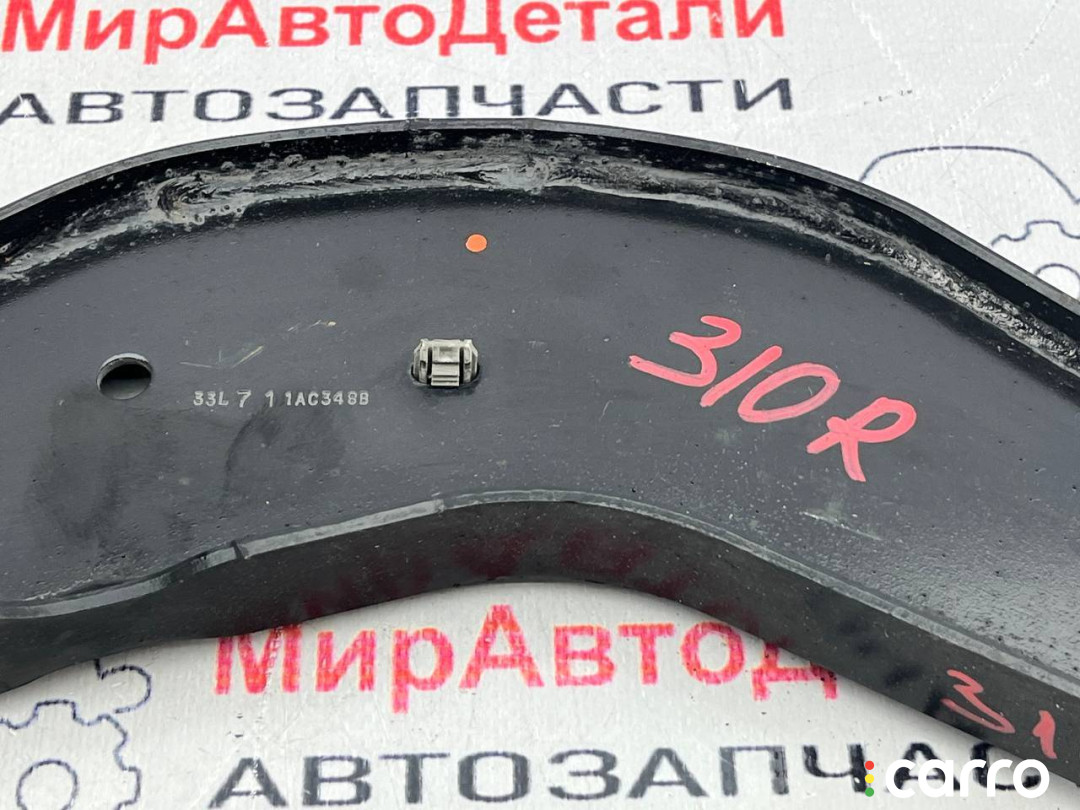 МирАвтоДетали
АВТОЗАПЧАСТИ
33L 7 1 1AC348B
310R
МирАвтод
31
АВТОЗАПЧАС
carro